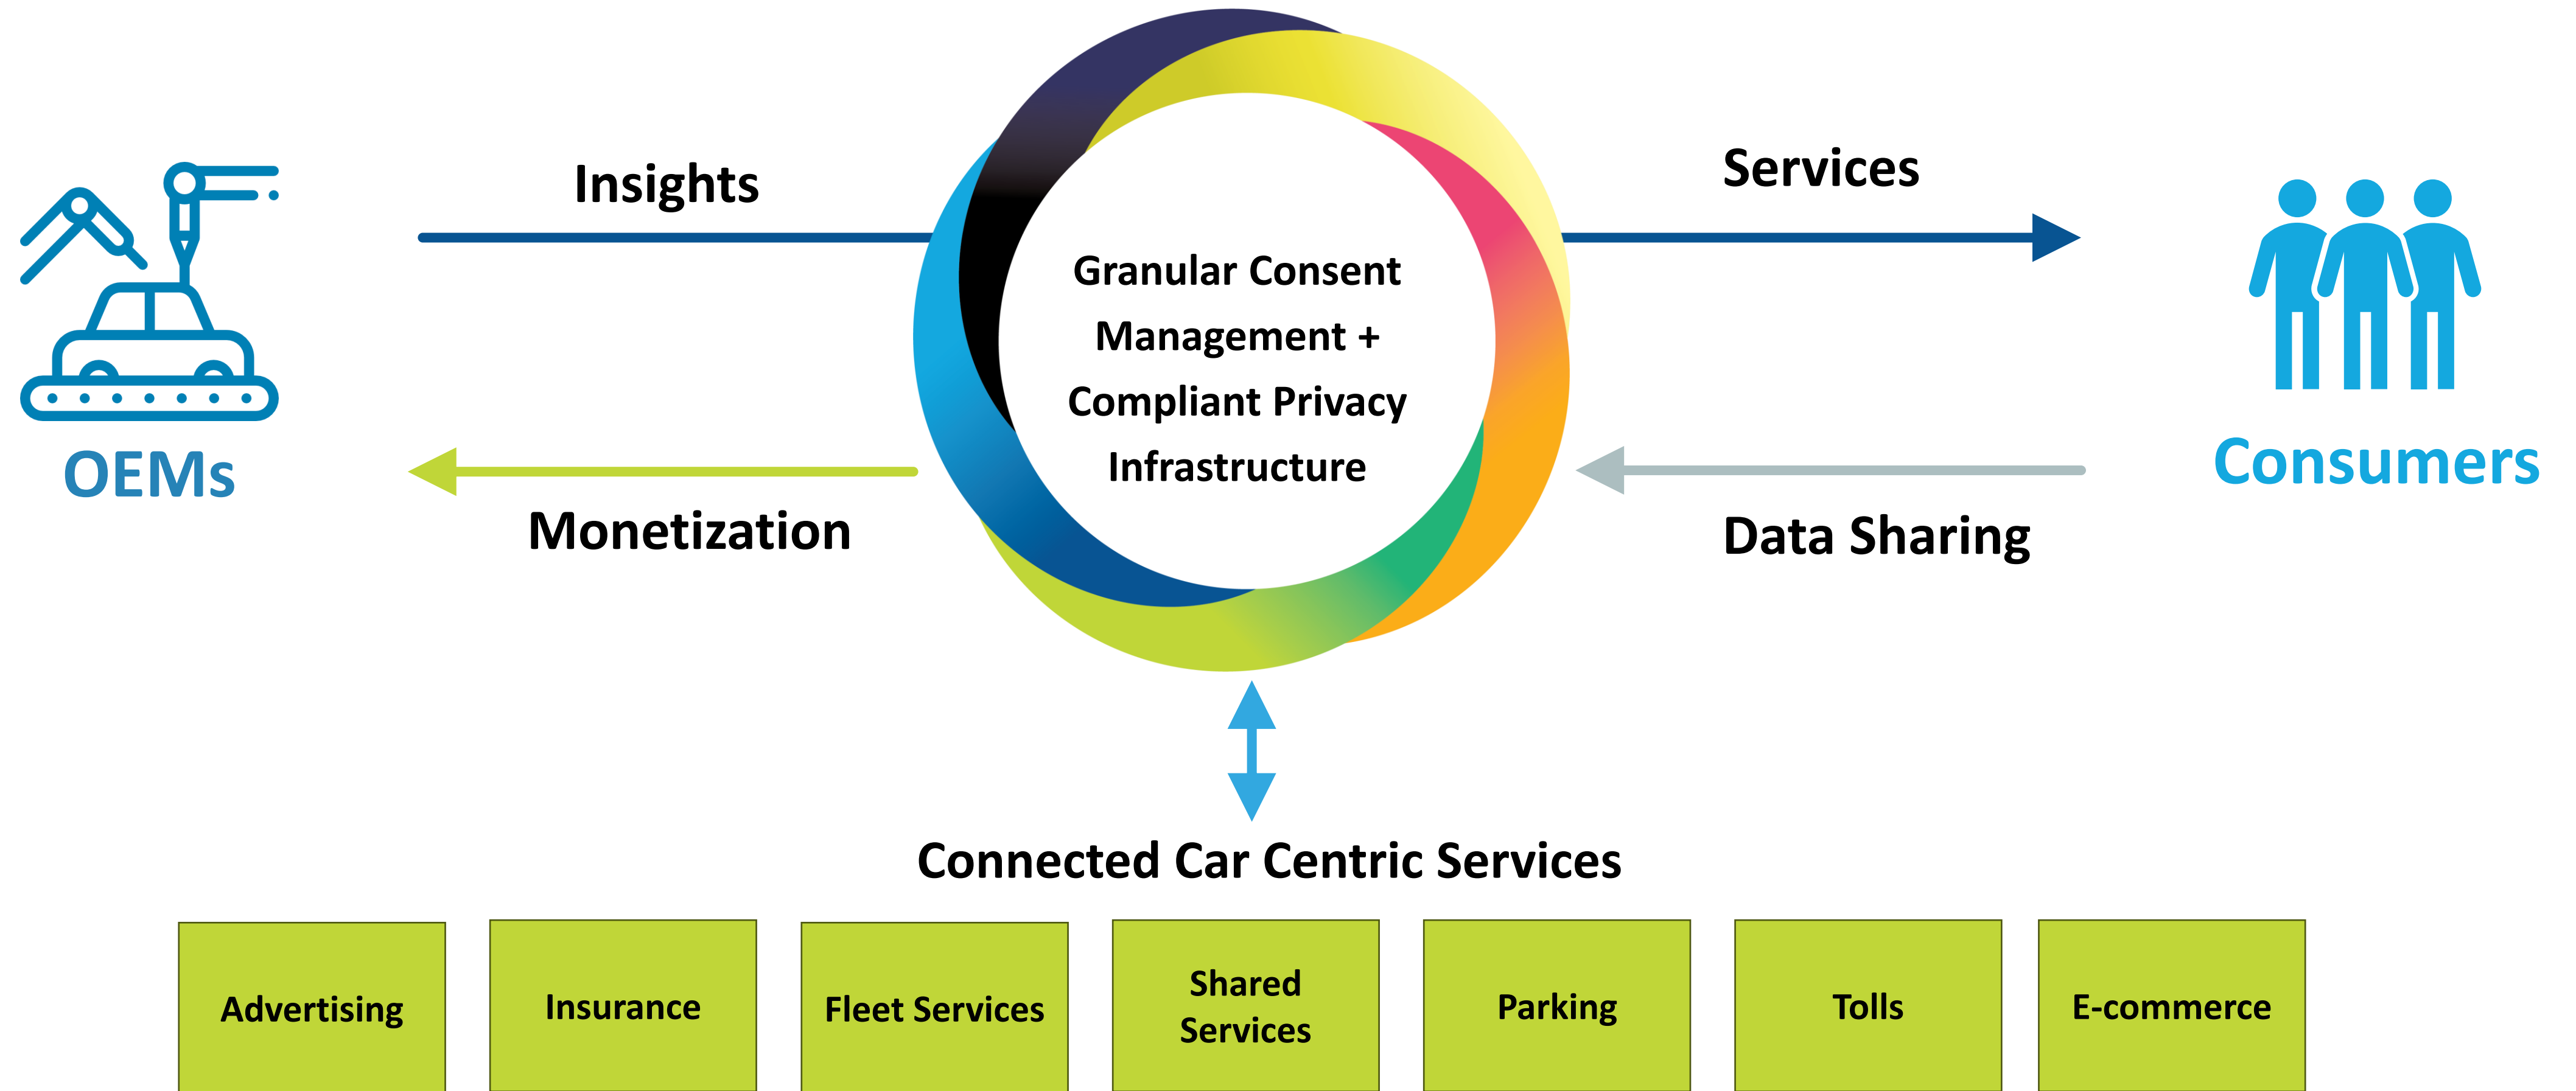 Insights
Services
Granular Consent
Management +
Compliant Privacy
Infrastructure
OEMs
Consumers
Monetization
Data Sharing
Connected Car Centric Services
Advertising
Insurance
Fleet Services
Shared
Services
Parking
Tolls
E-commerce